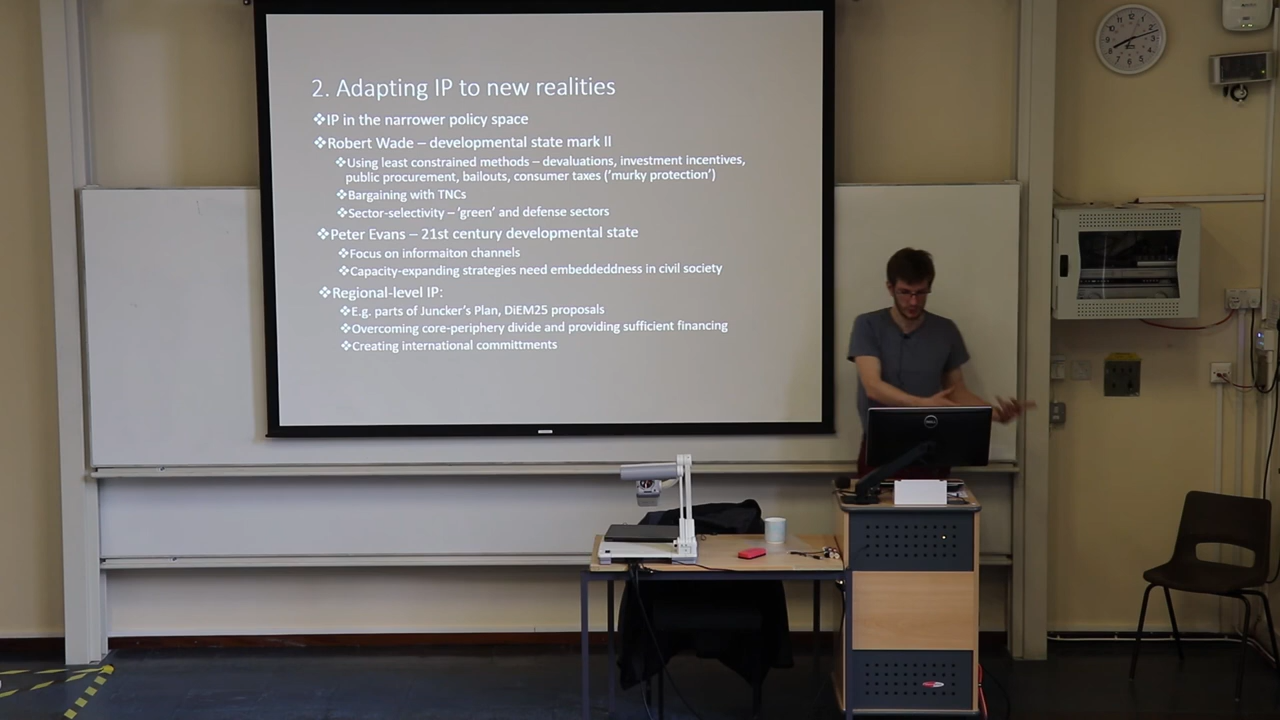 2. Adapting IP to new realities
❖IP in the narrower policy space
❖Robert Wade – developmental state mark II
❖Using least constrained methods – devaluations, investment incentives,
public procurement, bailouts, consumer taxes ('murky protection')
❖Bargaining with TNCs
❖Sector-selectivity – 'green' and defense sectors
❖Peter Evans – 21st century developmental state
❖Focus on informaiton channels
❖Capacity-expanding strategies need embeddedness in civil society
❖Regional-level IP:
❖E.g. parts of Juncker's Plan, DiEM25 proposals
❖Overcoming core-periphery divide and providing sufficient financing
❖Creating international committments
DELL